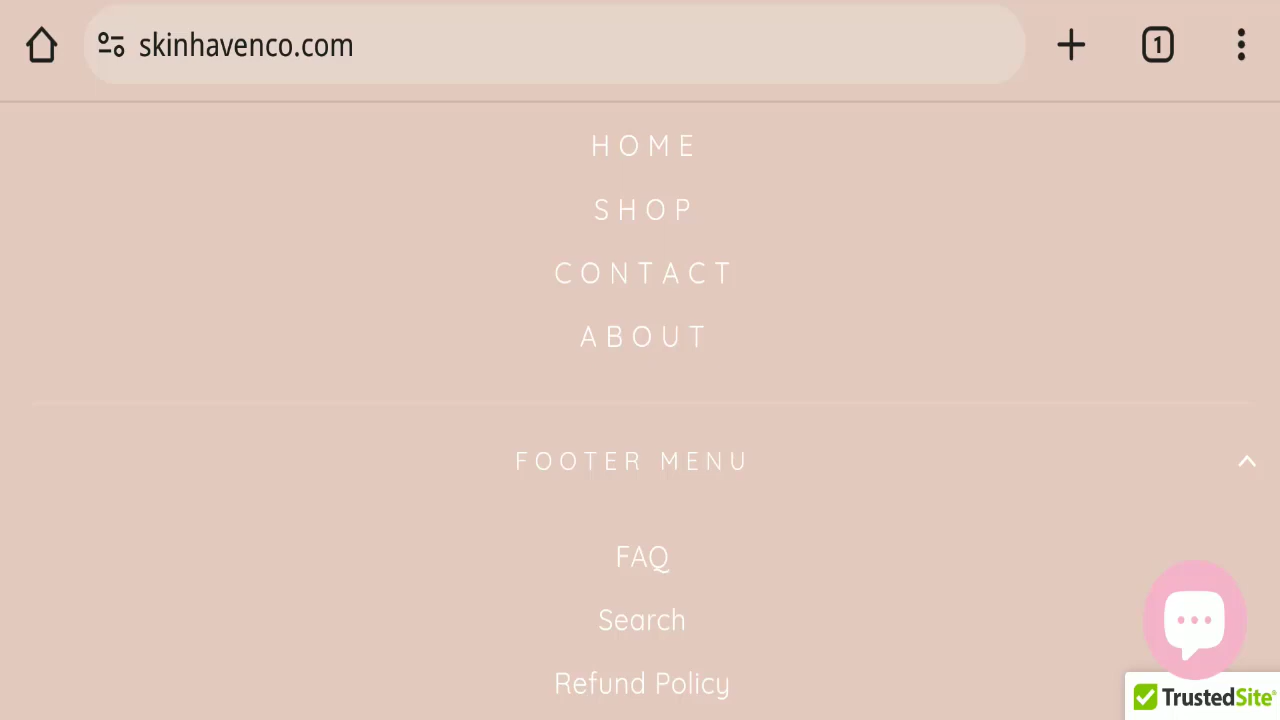 skinhavenco.com
1
HOME
SHOP
CONTACT
ABOUT
FOOTER MENU
FAQ
Search
Refund Policy
TrustedSite